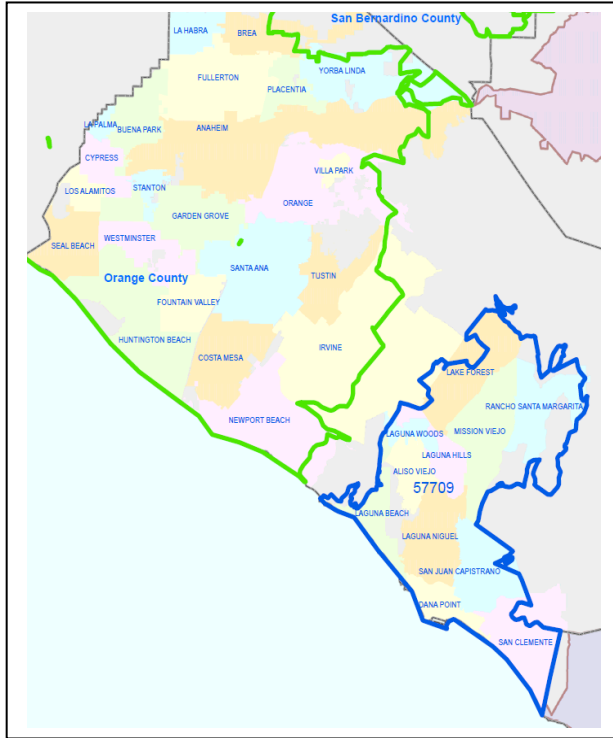 San Bernardino County
LA HABRA
BREA
YORBA LINDA
FULLERTON
PLACENTIA
LA PALMA
BUENA PARK
ANAHEIM
CYPRESS
VILLA PARK
LOS ALAMITOS
STANTON
ORANGE
GARDEN GROVE
WESTMINSTER
SEAL BEACH
SANTA ANA
Orange County
TUSTIN
FOUNTAIN VALLEY
HUNTINGTON BEACH
IRVINE
COSTA MESA
LAKE FOREST
RANCHO SANTA MARGARITA
NEWPORT BEACH
MISSION VIEJO
LAGUNA WOODS
LAGUNA HILLS
ALISO VIEJO
57709
LAGUNA BEACH
LAGUNA NIGUEL
SAN JUAN CAPISTRANO
DANA POINT
SAN CLEMENTE